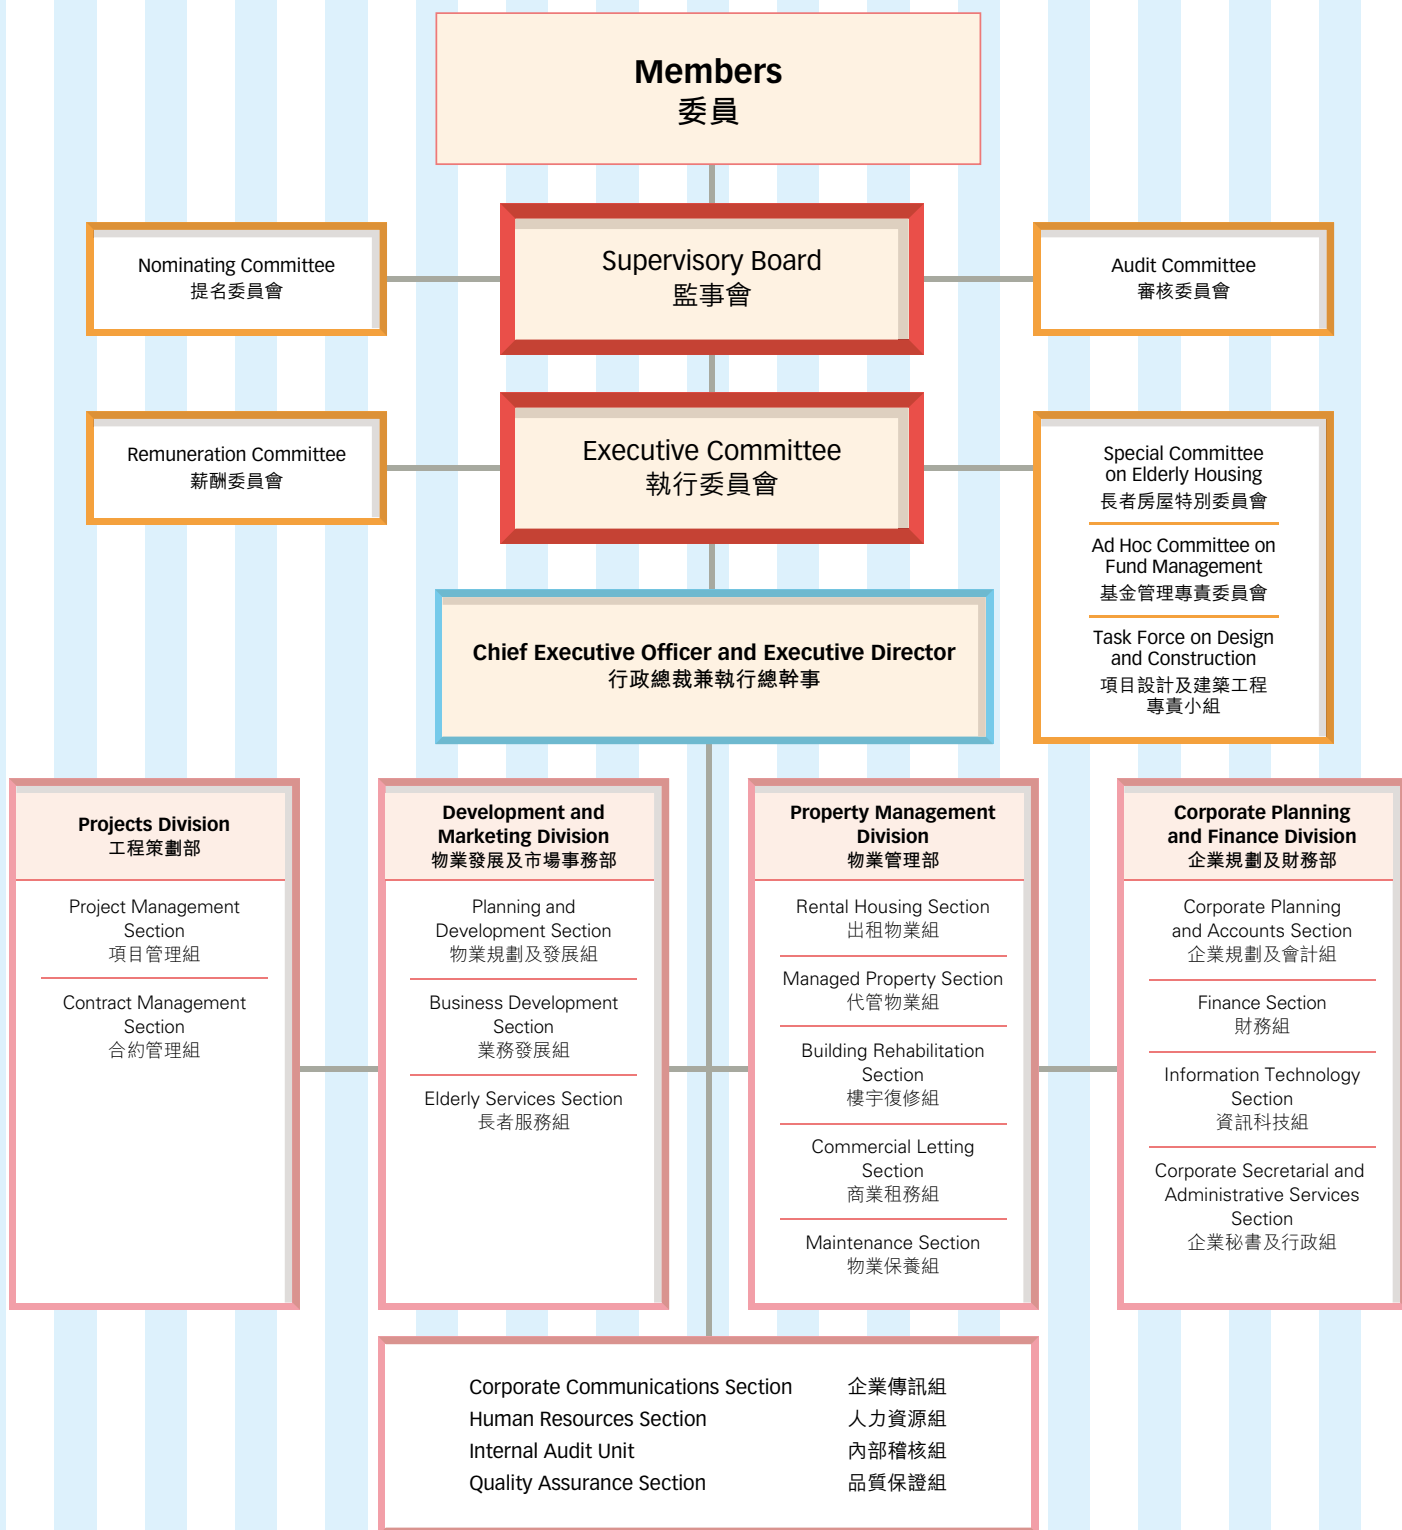 Members
委員
Nominating Committee
提名委員會
Supervisory Board
監事會
Audit Committee
審核委員會
Remuneration Committee
薪酬委員會
Executive Committee
執行委員會
Special Committee
on Elderly Housing
長者房屋特別委員會
Ad Hoc Committee on
Fund Management
基金管理專責委員會
Task Force on Design
and Construction
項目設計及建築工程
專責小組
Chief Executive Officer and Executive Director
行政總裁兼執行總幹事
Projects Division
工程策劃部
Project Management
Section
項目管理組
Contract Management
Section
合約管理組
Development and
Marketing Division
物業發展及市場事務部
Planning and
Development Section
物業規劃及發展組
Business Development
Section
業務發展組
Elderly Services Section
長者服務組
Property Management
Division
物業管理部
Rental Housing Section
出租物業組
Managed Property Section
代管物業組
Building Rehabilitation
Section
樓宇復修組
Commercial Letting
Section
商業租務組
Maintenance Section
物業保養組
Corporate Planning
and Finance Division
企業規劃及財務部
Corporate Planning
and Accounts Section
企業規劃及會計組
Finance Section
財務組
Information Technology
Section
資訊科技組
Corporate Secretarial and
Administrative Services
Section
企業秘書及行政組
Corporate Communications Section 企業傳訊組
Human Resources Section 人力資源組
Internal Audit Unit 內部稽核組
Quality Assurance Section 品質保證組